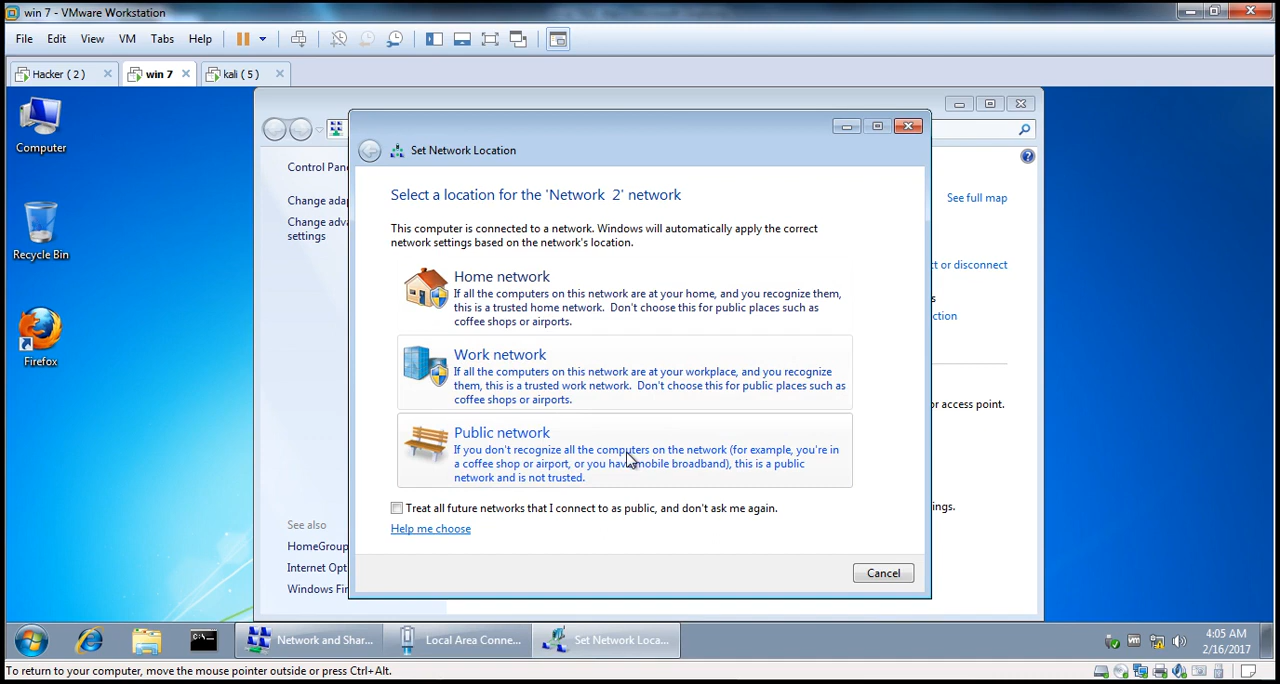 win 7 - VMware Workstation
File Edit View VM Tabs Help
Hacker ( 2 ) win 7 kali ( 5 )
Computer
Recycle Bin
Firefox
Control Pane
Change adap
Change adva
settings
See also
HomeGroup
Internet Opt
Windows Fir
Set Network Location
Select a location for the 'Network 2' network
This computer is connected to a network. Windows will automatically apply the correct
network settings based on the network's location.
Home network
If all the computers on this network are at your home, and you recognize them,
this is a trusted home network. Don't choose this for public places such as
coffee shops or airports.
Work network
If all the computers on this network are at your workplace, and you recognize
them, this is a trusted work network. Don't choose this for public places such as
coffee shops or airports.
Public network
If you don't recognize all the computers on the network (for example, you're in
a coffee shop or airport, or you have mobile broadband), this is a public
network and is not trusted.
Treat all future networks that I connect to as public, and don't ask me again.
Help me choose
Cancel
See full map
ct or disconnect
s
ction
or access point.
ngs.
C:\
Network and Shar... Local Area Conne... Set Network Loca...
vm
4:05 AM
2/16/2017
To return to your computer, move the mouse pointer outside or press Ctrl+Alt.